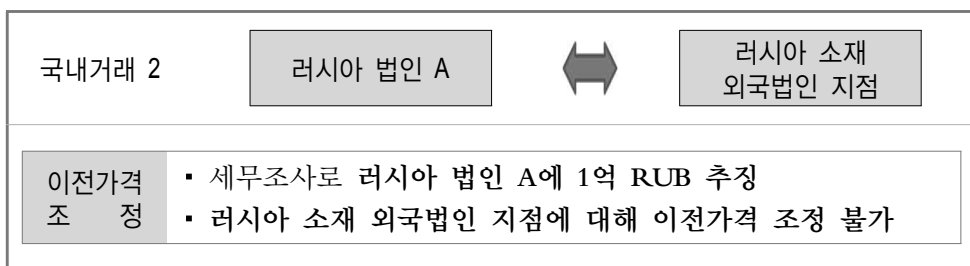 국내거래 2
러시아 법인 A
러시아 소재
외국법인 지점
이전가격
조 정
▪ 세무조사로 러시아 법인 A에 1억 RUB 추징
▪ 러시아 소재 외국법인 지점에 대해 이전가격 조정 불가